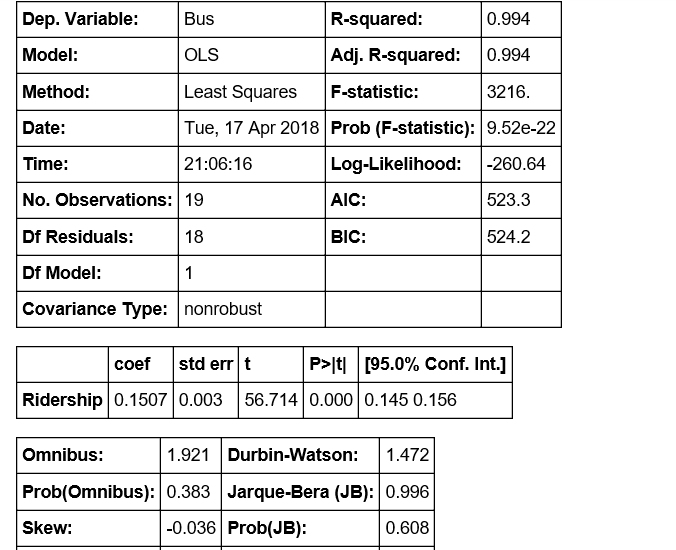 Dep. Variable: Bus R-squared: 0.994
Model: OLS Adj. R-squared: 0.994
Method: Least Squares F-statistic: 3216.
Date: Tue, 17 Apr 2018 Prob (F-statistic): 9.52e-22
Time: 21:06:16 Log-Likelihood: -260.64
No. Observations: 19 AIC: 523.3
Df Residuals: 18 BIC: 524.2
Df Model: 1
Covariance Type: nonrobust
coef std err t P>|t| [95.0% Conf. Int.]
Ridership 0.1507 0.003 56.714 0.000 0.145 0.156
Omnibus: 1.921 Durbin-Watson: 1.472
Prob(Omnibus): 0.383 Jarque-Bera (JB): 0.996
Skew: -0.036 Prob(JB): 0.608